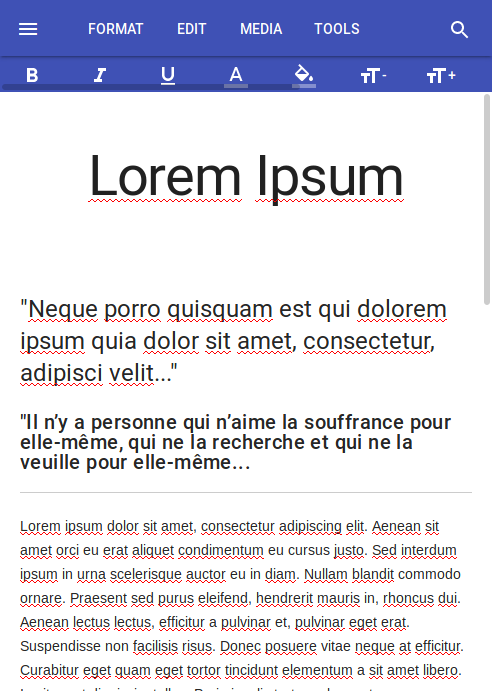 FORMAT EDIT MEDIA TOOLS
B I U A T T - T T +
Lorem Ipsum
"Neque porro quisquam est qui dolorem
ipsum quia dolor sit amet, consectetur,
adipisci velit..."
"Il n’y a personne qui n’aime la souffrance pour
elle-même, qui ne la recherche et qui ne la
veuille pour elle-même...
Lorem ipsum dolor sit amet, consectetur adipiscing elit. Aenean sit
amet orci eu erat aliquet condimentum eu cursus justo. Sed interdum
ipsum in urna scelerisque auctor eu in diam. Nullam blandit commodo
ornare. Praesent sed purus eleifend, hendrerit mauris in, rhoncus dui.
Aenean lectus lectus, efficitur a pulvinar et, pulvinar eget erat.
Suspendisse non facilisis risus. Donec posuere vitae neque at efficitur.
Curabitur eget quam eget tortor tincidunt elementum a sit amet libero.